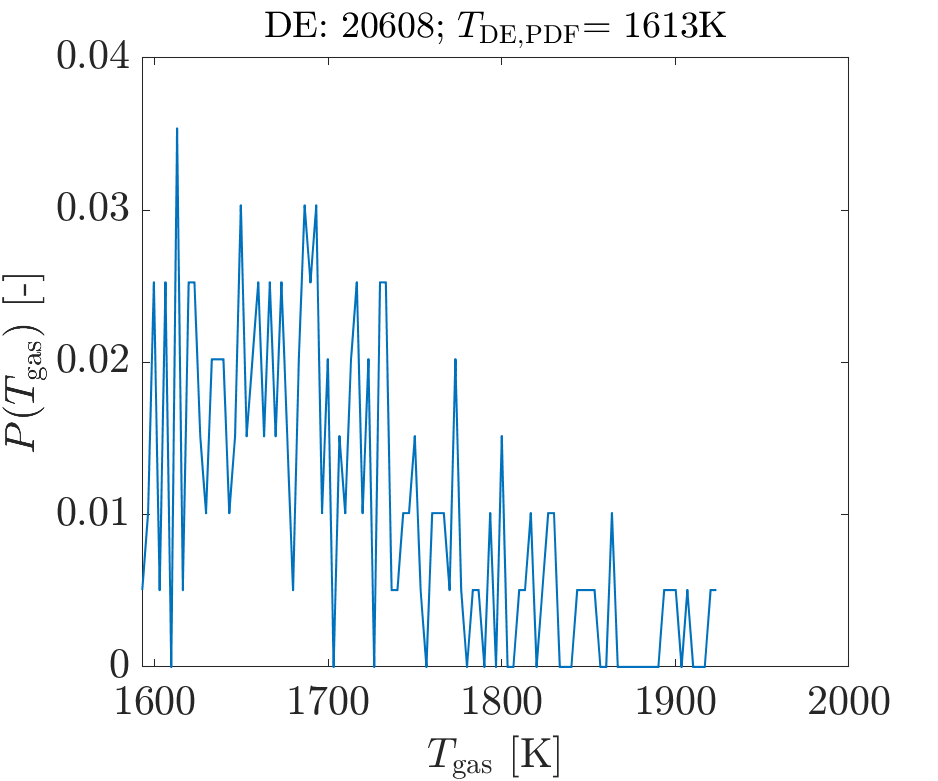 DE: 20608; T_DE,PDF= 1613K
0.04
0.03
0.02
0.01
0
P(T_gas) [-]
1600 1700 1800 1900 2000
T_gas [K]